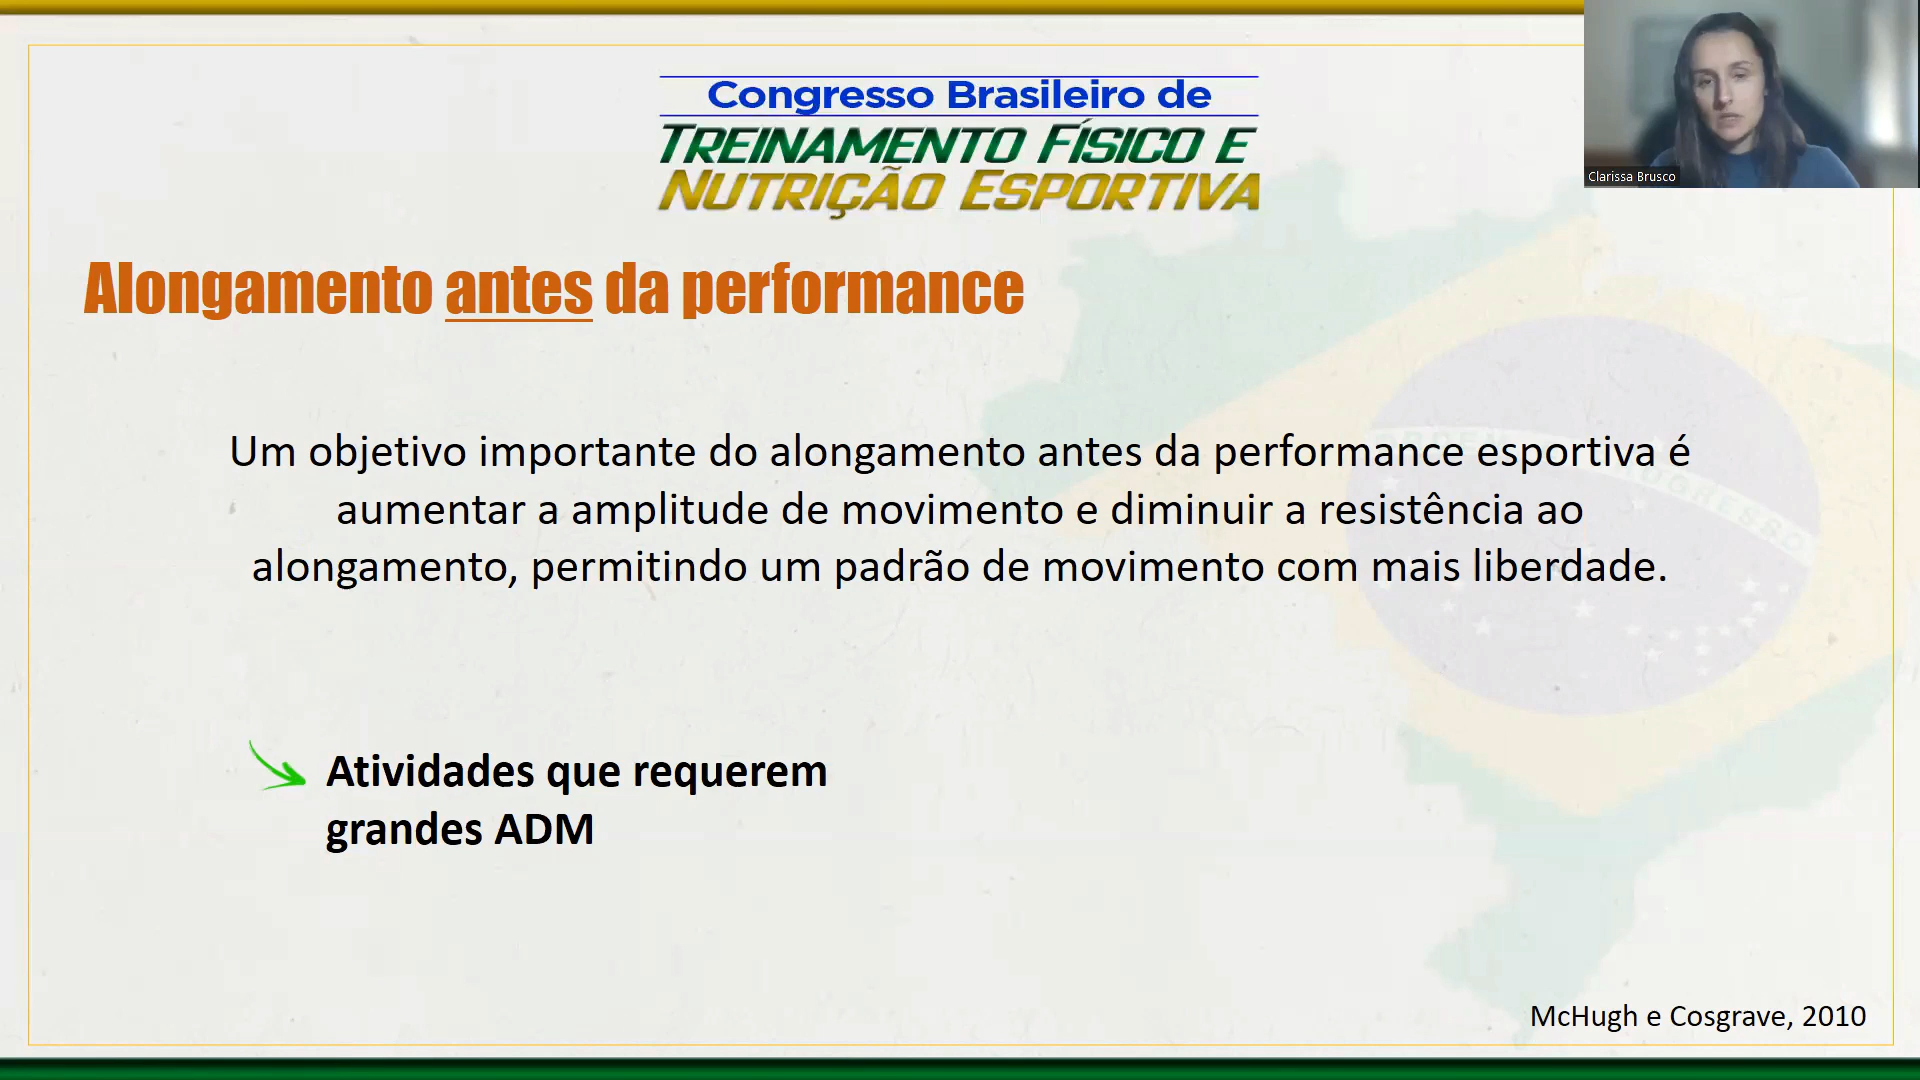 Congresso Brasileiro de
TREINAMENTO FÍSICO E
NUTRIÇÃO ESPORTIVA
Clarissa Brusco
Alongamento antes da performance
Um objetivo importante do alongamento antes da performance esportiva é
aumentar a amplitude de movimento e diminuir a resistência ao
alongamento, permitindo um padrão de movimento com mais liberdade.
Atividades que requerem
grandes ADM
McHugh e Cosgrave, 2010